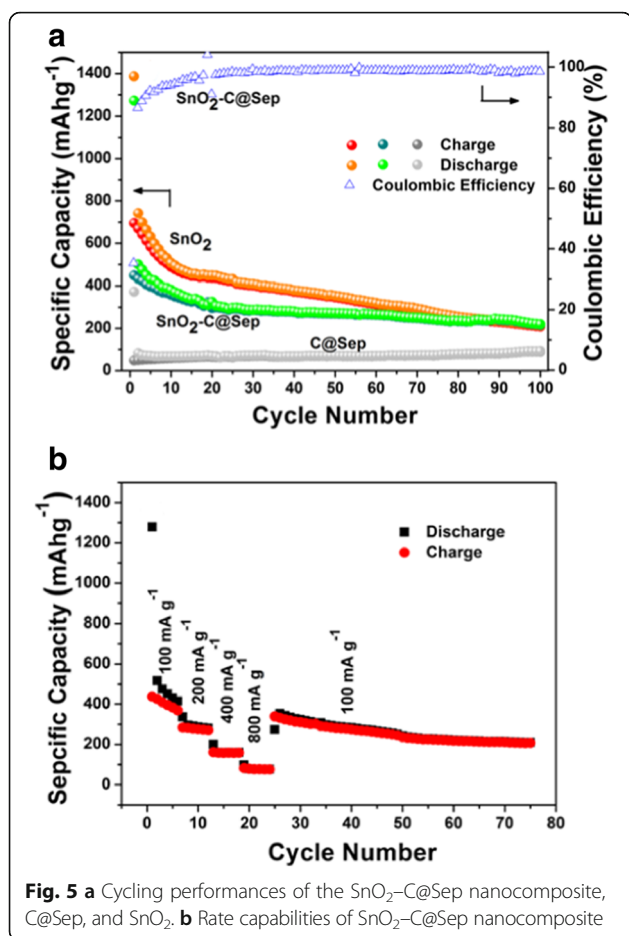 a
1400
1200
1000
800
600
400
200
0
Specific Capacity (mAhg⁻¹)
SnO₂-C@Sep
Charge
Discharge
Coulombic Efficiency
SnO₂
SnO₂-C@Sep
C@Sep
100
80
60
40
20
0
Coulombic Efficiency (%)
0 10 20 30 40 50 60 70 80 90 100
Cycle Number
b
1400
1200
1000
800
600
400
200
0
Sepcific Capacity (mAhg⁻¹)
Discharge
Charge
100 mA g⁻¹
200 mA g⁻¹
400 mA g⁻¹
800 mA g⁻¹
100 mA g⁻¹
0 10 20 30 40 50 60 70 80
Cycle Number
Fig. 5 a Cycling performances of the SnO₂–C@Sep nanocomposite,
C@Sep, and SnO₂. b Rate capabilities of SnO₂–C@Sep nanocomposite